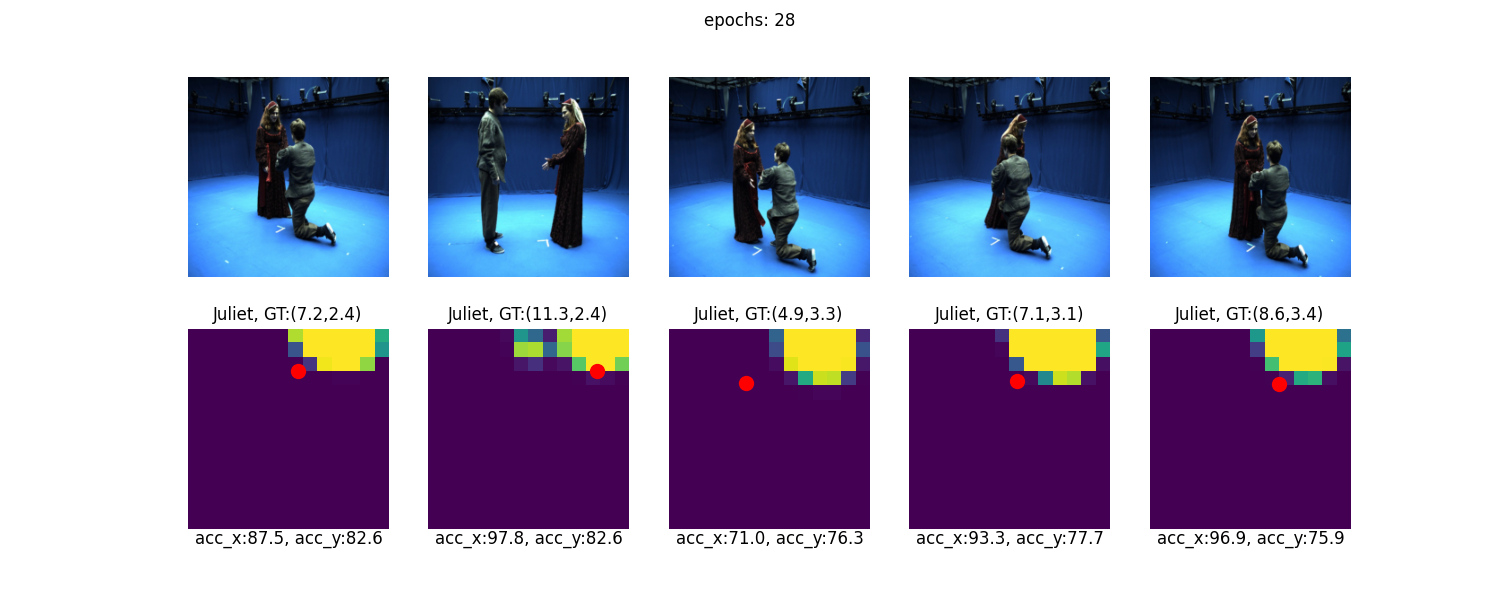 epochs: 28
Juliet, GT:(7.2,2.4)
Juliet, GT:(11.3,2.4)
Juliet, GT:(4.9,3.3)
Juliet, GT:(7.1,3.1)
Juliet, GT:(8.6,3.4)
acc_x:87.5, acc_y:82.6
acc_x:97.8, acc_y:82.6
acc_x:71.0, acc_y:76.3
acc_x:93.3, acc_y:77.7
acc_x:96.9, acc_y:75.9